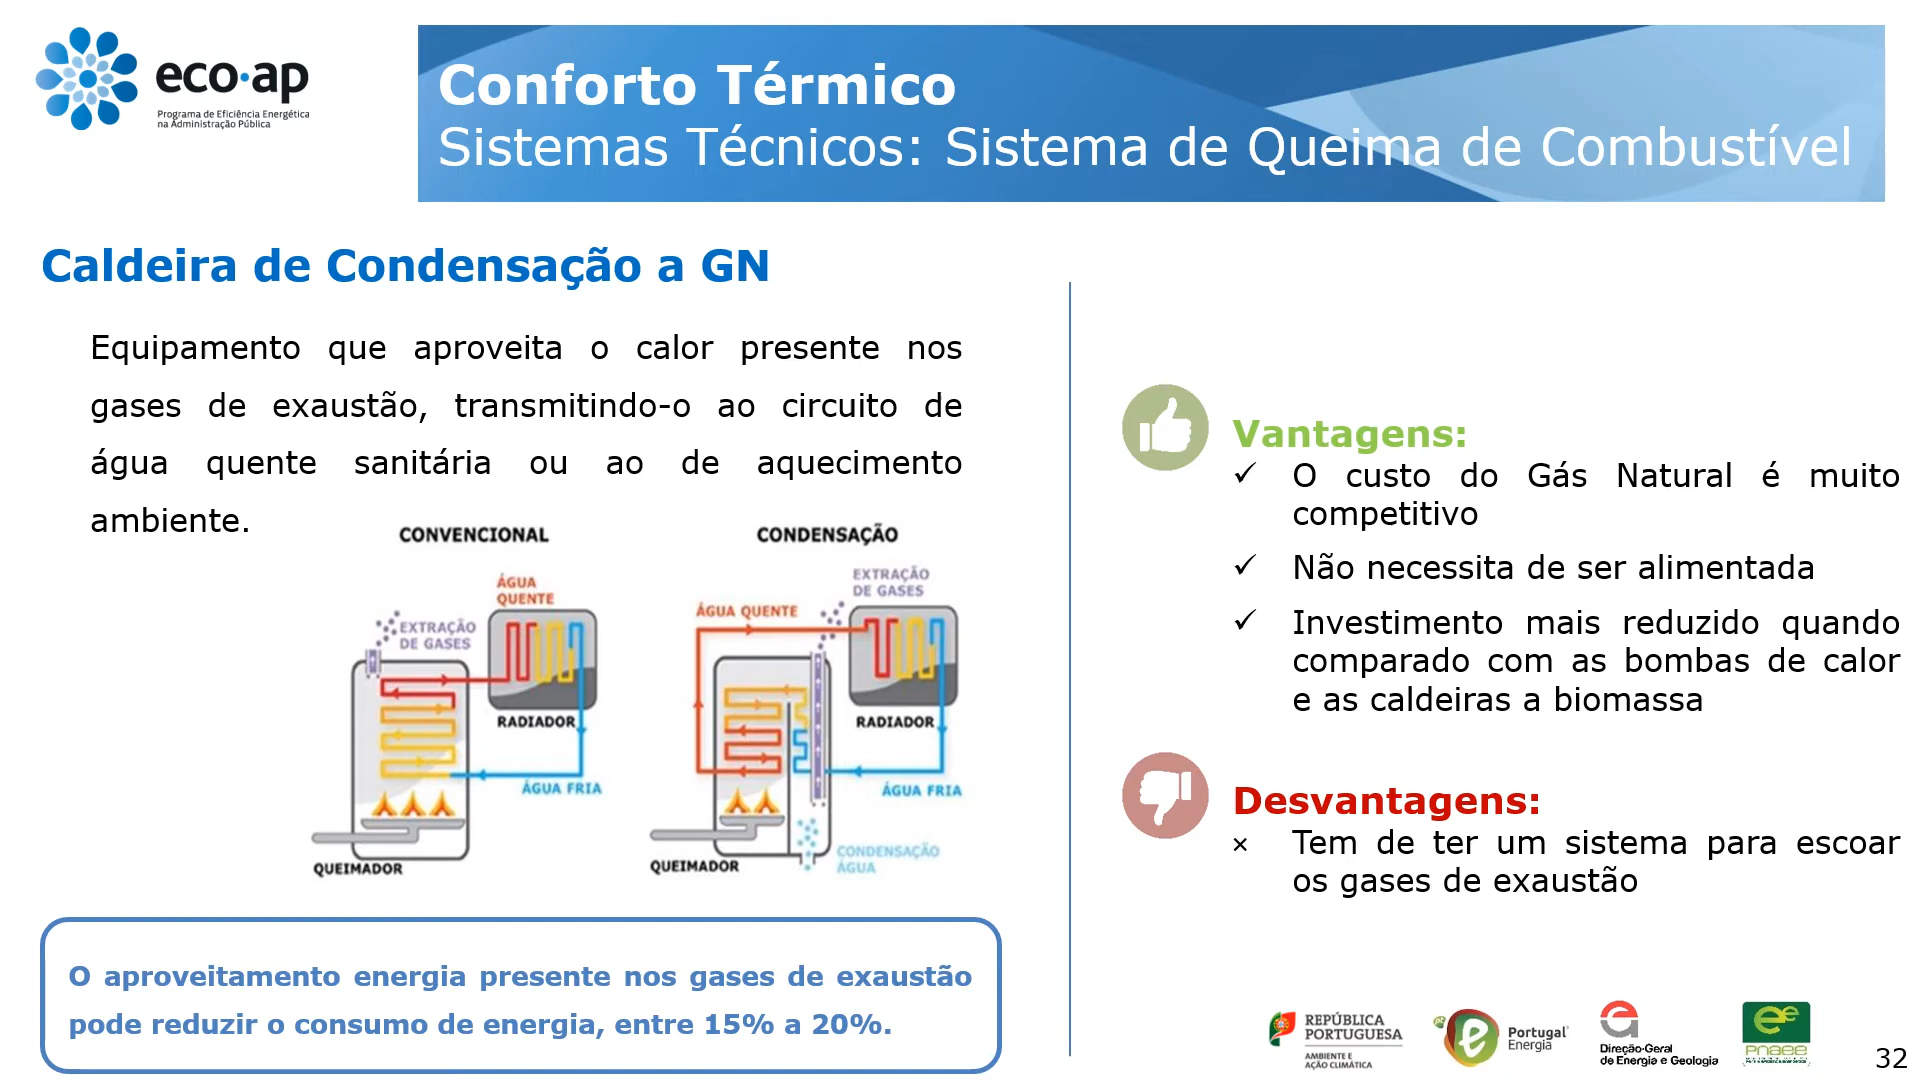 eco·ap
Programa de Eficiência Energética
na Administração Pública
Conforto Térmico
Sistemas Técnicos: Sistema de Queima de Combustível
Caldeira de Condensação a GN
Equipamento que aproveita o calor presente nos
gases de exaustão, transmitindo-o ao circuito de
água quente sanitária ou ao de aquecimento
ambiente.
CONVENCIONAL
ÁGUA
QUENTE
EXTRAÇÃO
DE GASES
RADIADOR
ÁGUA FRIA
QUEIMADOR
CONDENSAÇÃO
EXTRAÇÃO
DE GASES
ÁGUA QUENTE
RADIADOR
ÁGUA FRIA
CONDENSAÇÃO
ÁGUA
QUEIMADOR
O aproveitamento energia presente nos gases de exaustão
pode reduzir o consumo de energia, entre 15% a 20%.
Vantagens:
✓ O custo do Gás Natural é muito
competitivo
✓ Não necessita de ser alimentada
✓ Investimento mais reduzido quando
comparado com as bombas de calor
e as caldeiras a biomassa
Desvantagens:
× Tem de ter um sistema para escoar
os gases de exaustão
REPÚBLICA
PORTUGUESA
AMBIENTE E
AÇÃO CLIMÁTICA
Portugal
Energia
Direção-Geral
de Energia e Geologia
pnaee
32